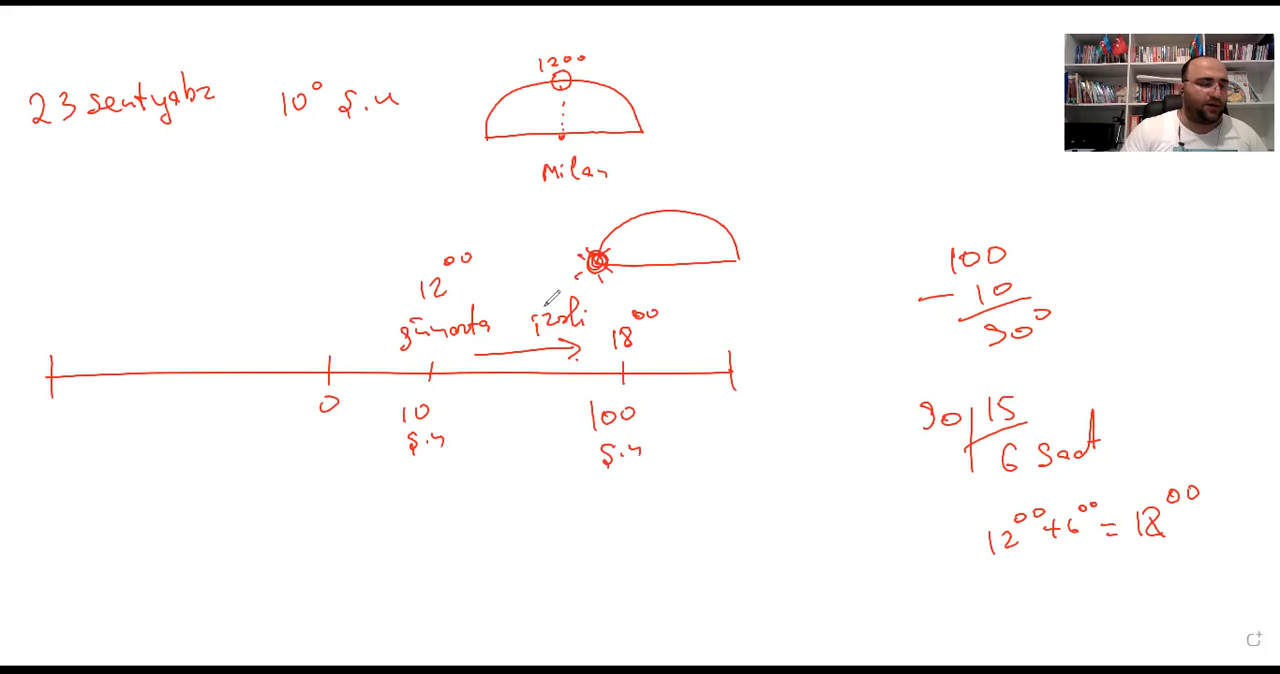 23 sentyabr 10° ş.u
12⁰⁰
Milan
12⁰⁰
günorta
irəli
18⁰⁰
0
10
ş.u
100
ş.u
100
- 10
90°
90 | 15
6 saat
12⁰⁰ + 6⁰⁰ = 18⁰⁰